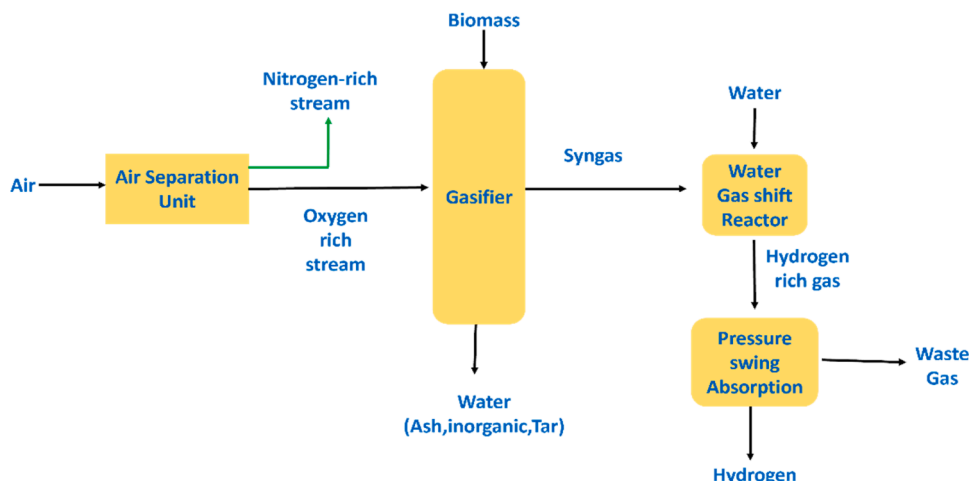 Biomass
Nitrogen-rich
stream
Water
Air
Air Separation
Unit
Syngas
Gasifier
Water
Gas shift
Reactor
Oxygen
rich
stream
Hydrogen
rich gas
Pressure
swing
Absorption
Waste
Gas
Water
(Ash,inorganic,Tar)
Hydrogen